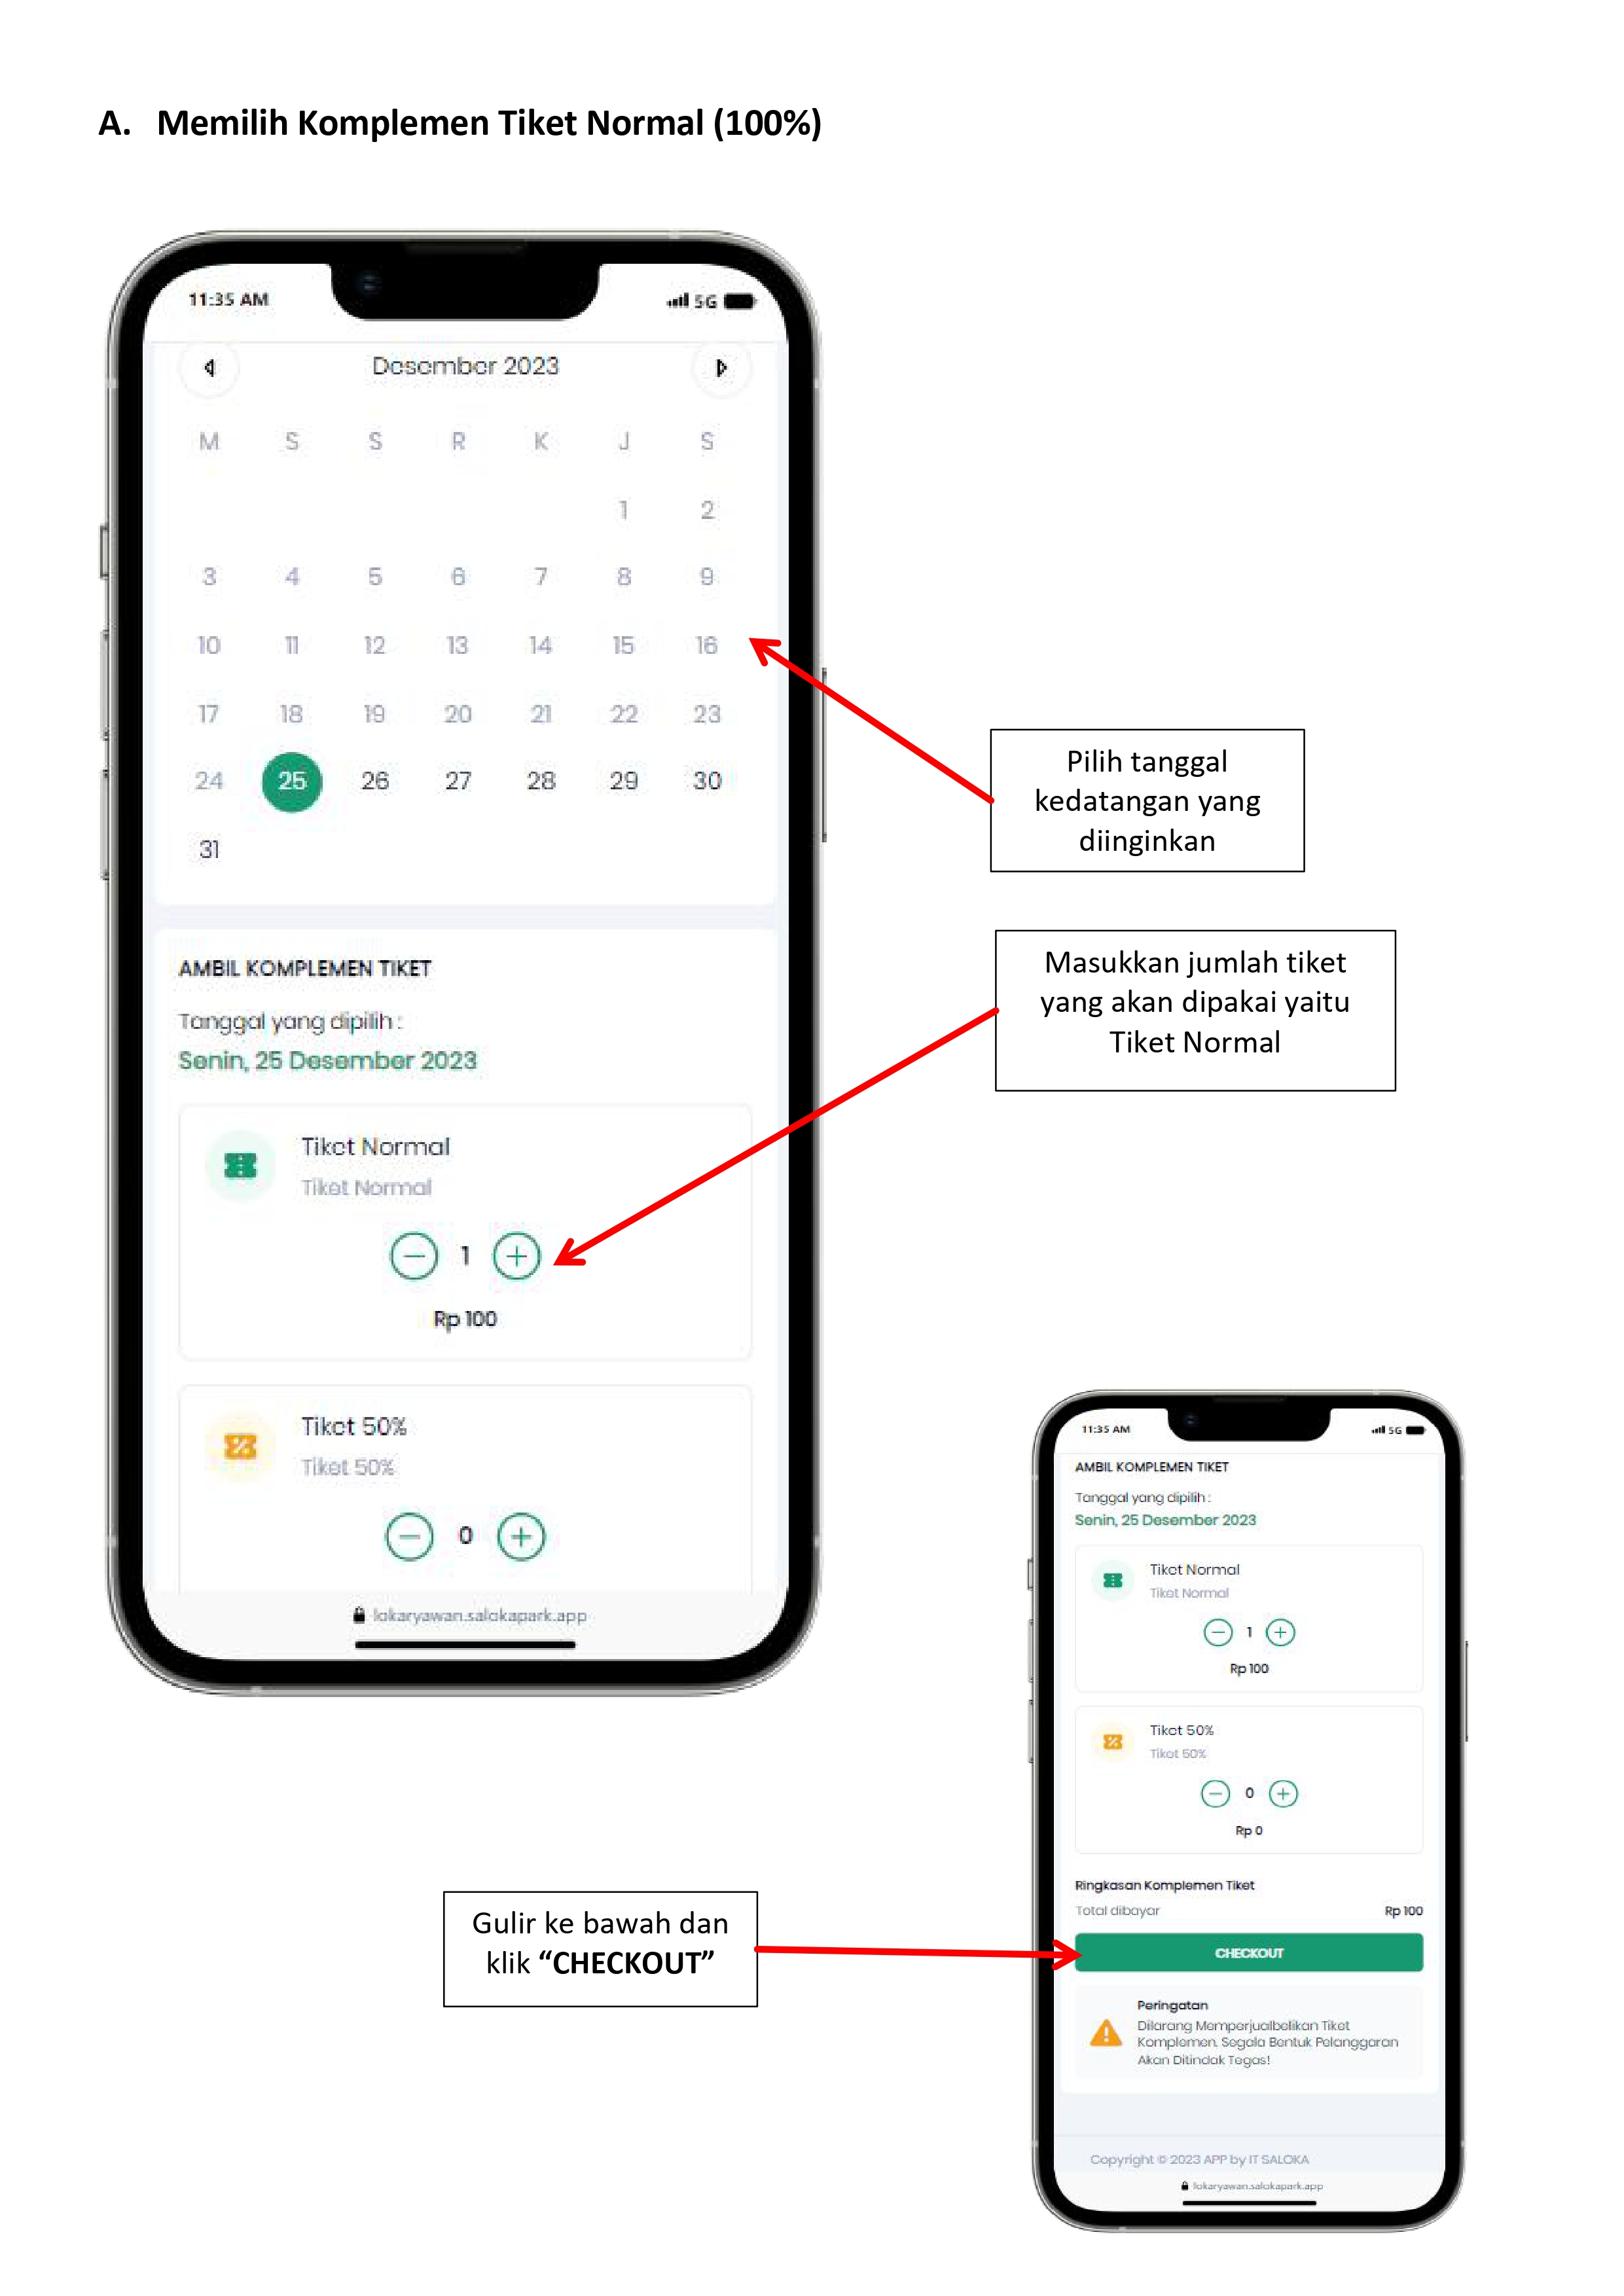 A. Memilih Komplemen Tiket Normal (100%)
11:35 AM
5G
Desember 2023
M S S R K J S
1 2
3 4 5 6 7 8 9
10 11 12 13 14 15 16
17 18 19 20 21 22 23
24 25 26 27 28 29 30
31
Pilih tanggal
kedatangan yang
diinginkan
AMBIL KOMPLEMEN TIKET
Tanggal yang dipilih :
Senin, 25 Desember 2023
Masukkan jumlah tiket
yang akan dipakai yaitu
Tiket Normal
Tiket Normal
Tiket Normal
1
Rp 100
Tiket 50%
Tiket 50%
0
lokaryawan.salokapark.app
11:35 AM
5G
AMBIL KOMPLEMEN TIKET
Tanggal yang dipilih :
Senin, 25 Desember 2023
Tiket Normal
Tiket Normal
1
Rp 100
Tiket 50%
Tiket 50%
0
Rp 0
Ringkasan Komplemen Tiket
Total dibayar Rp 100
CHECKOUT
Gulir ke bawah dan
klik “CHECKOUT”
Peringatan
Dilarang Memperjualbelikan Tiket
Komplemen. Segala Bentuk Pelanggaran
Akan Ditindak Tegas!
Copyright © 2023 APP by IT SALOKA
lokaryawan.salokapark.app